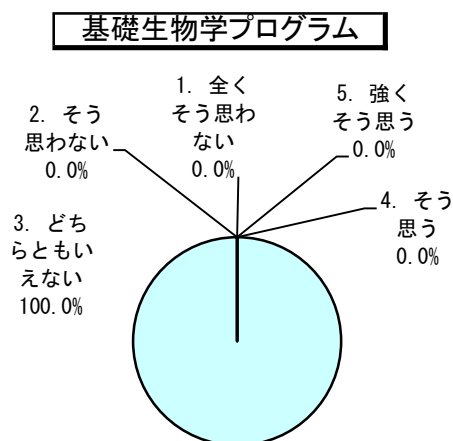 基礎生物学プログラム
1. 全く
そう思わ
ない
0.0%
5. 強く
そう思う
0.0%
2. そう
思わない
0.0%
4. そう
思う
0.0%
3. どち
らともい
えない
100.0%